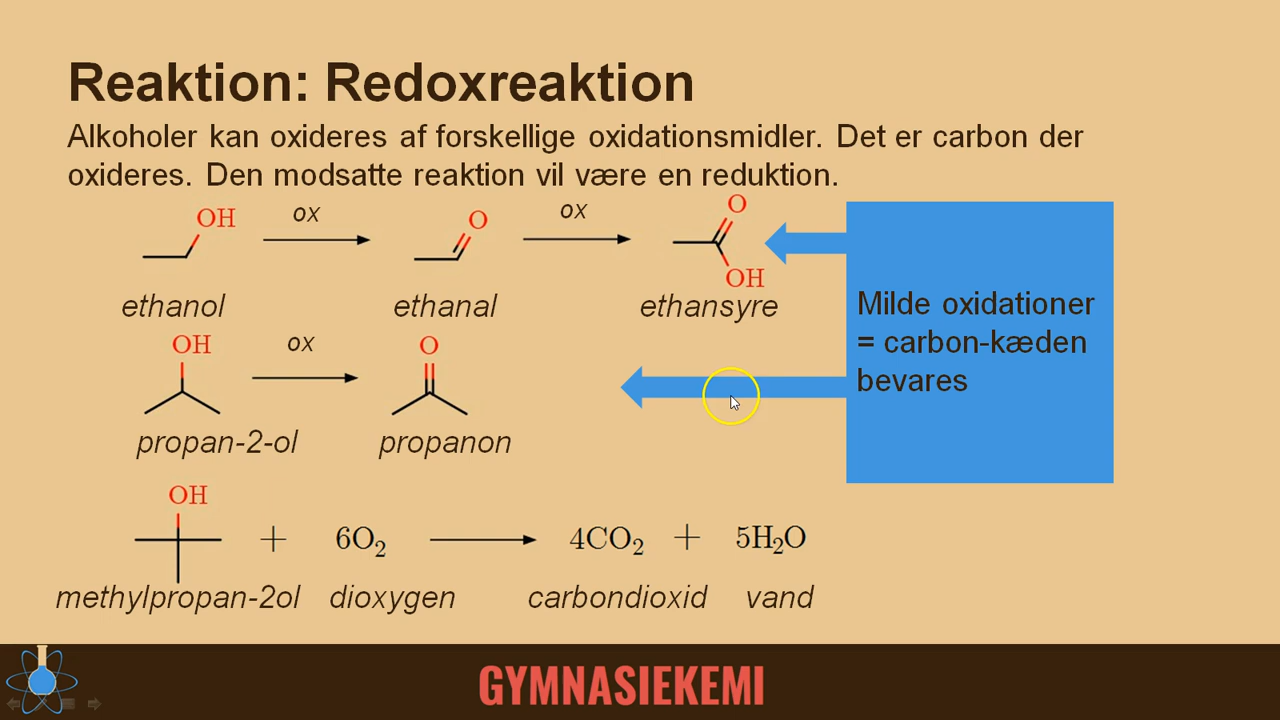 Reaktion: Redoxreaktion
Alkoholer kan oxideres af forskellige oxidationsmidler. Det er carbon der
oxideres. Den modsatte reaktion vil være en reduktion.
OH ox O ox O
OH
ethanol ethanal ethansyre
OH ox O
propan-2-ol propanon
Milde oxidationer
= carbon-kæden
bevares
OH
+ 6O₂ 4CO₂ + 5H₂O
methylpropan-2ol dioxygen carbondioxid vand
GYMNASIEKEMI